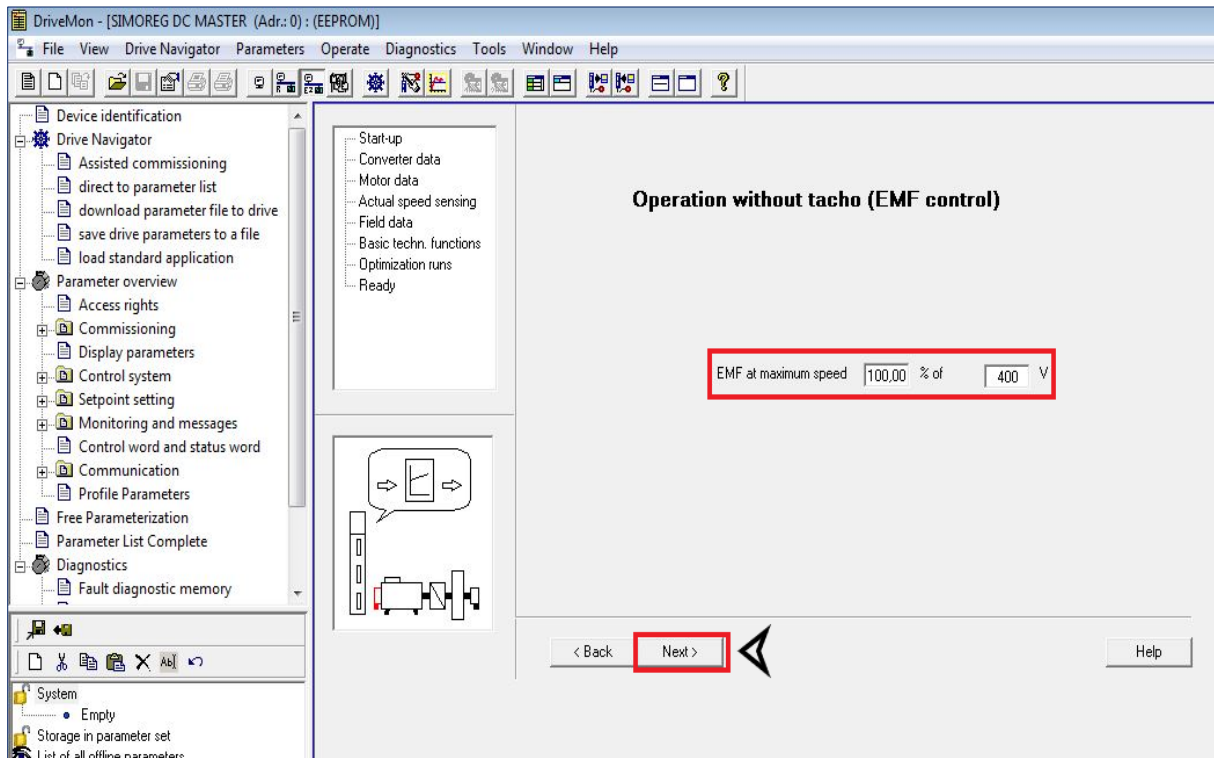 DriveMon - [SIMOREG DC MASTER (Adr.: 0) : (EEPROM)]
File View Drive Navigator Parameters Operate Diagnostics Tools Window Help
Device identification
Drive Navigator
Assisted commissioning
direct to parameter list
download parameter file to drive
save drive parameters to a file
load standard application
Parameter overview
Access rights
Commissioning
Display parameters
Control system
Setpoint setting
Monitoring and messages
Control word and status word
Communication
Profile Parameters
Free Parameterization
Parameter List Complete
Diagnostics
Fault diagnostic memory
System
Empty
Storage in parameter set
List of all offline parameters
Start-up
Converter data
Motor data
Actual speed sensing
Field data
Basic techn. functions
Optimization runs
Ready
Operation without tacho (EMF control)
EMF at maximum speed 100,00 % of 400 V
< Back Next > Help